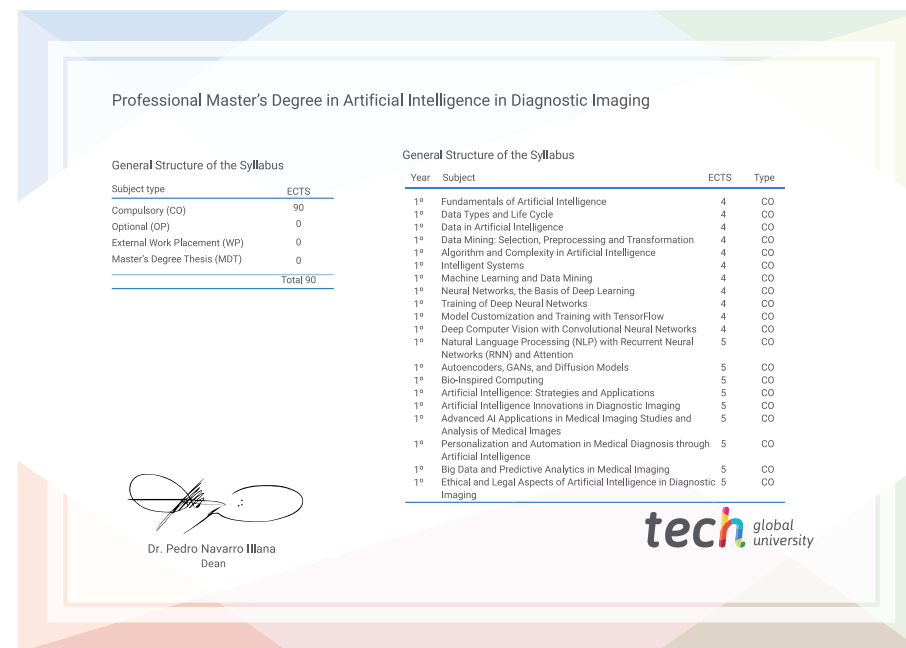 Professional Master's Degree in Artificial Intelligence in Diagnostic Imaging
General Structure of the Syllabus
Subject type ECTS
Compulsory (CO) 90
Optional (OP) 0
External Work Placement (WP) 0
Master's Degree Thesis (MDT) 0
Total 90
General Structure of the Syllabus
Year Subject ECTS Type
1º Fundamentals of Artificial Intelligence 4 CO
1º Data Types and Life Cycle 4 CO
1º Data in Artificial Intelligence 4 CO
1º Data Mining: Selection, Preprocessing and Transformation 4 CO
1º Algorithm and Complexity in Artificial Intelligence 4 CO
1º Intelligent Systems 4 CO
1º Machine Learning and Data Mining 4 CO
1º Neural Networks, the Basis of Deep Learning 4 CO
1º Training of Deep Neural Networks 4 CO
1º Model Customization and Training with TensorFlow 4 CO
1º Deep Computer Vision with Convolutional Neural Networks 4 CO
1º Natural Language Processing (NLP) with Recurrent Neural 5 CO
Networks (RNN) and Attention
1º Autoencoders, GANs, and Diffusion Models 5 CO
1º Bio-Inspired Computing 5 CO
1º Artificial Intelligence: Strategies and Applications 5 CO
1º Artificial Intelligence Innovations in Diagnostic Imaging 5 CO
1º Advanced AI Applications in Medical Imaging Studies and 5 CO
Analysis of Medical Images
1º Personalization and Automation in Medical Diagnosis through 5 CO
Artificial Intelligence
1º Big Data and Predictive Analytics in Medical Imaging 5 CO
1º Ethical and Legal Aspects of Artificial Intelligence in Diagnostic 5 CO
Imaging
Dr. Pedro Navarro Illana
Dean
tech global
university